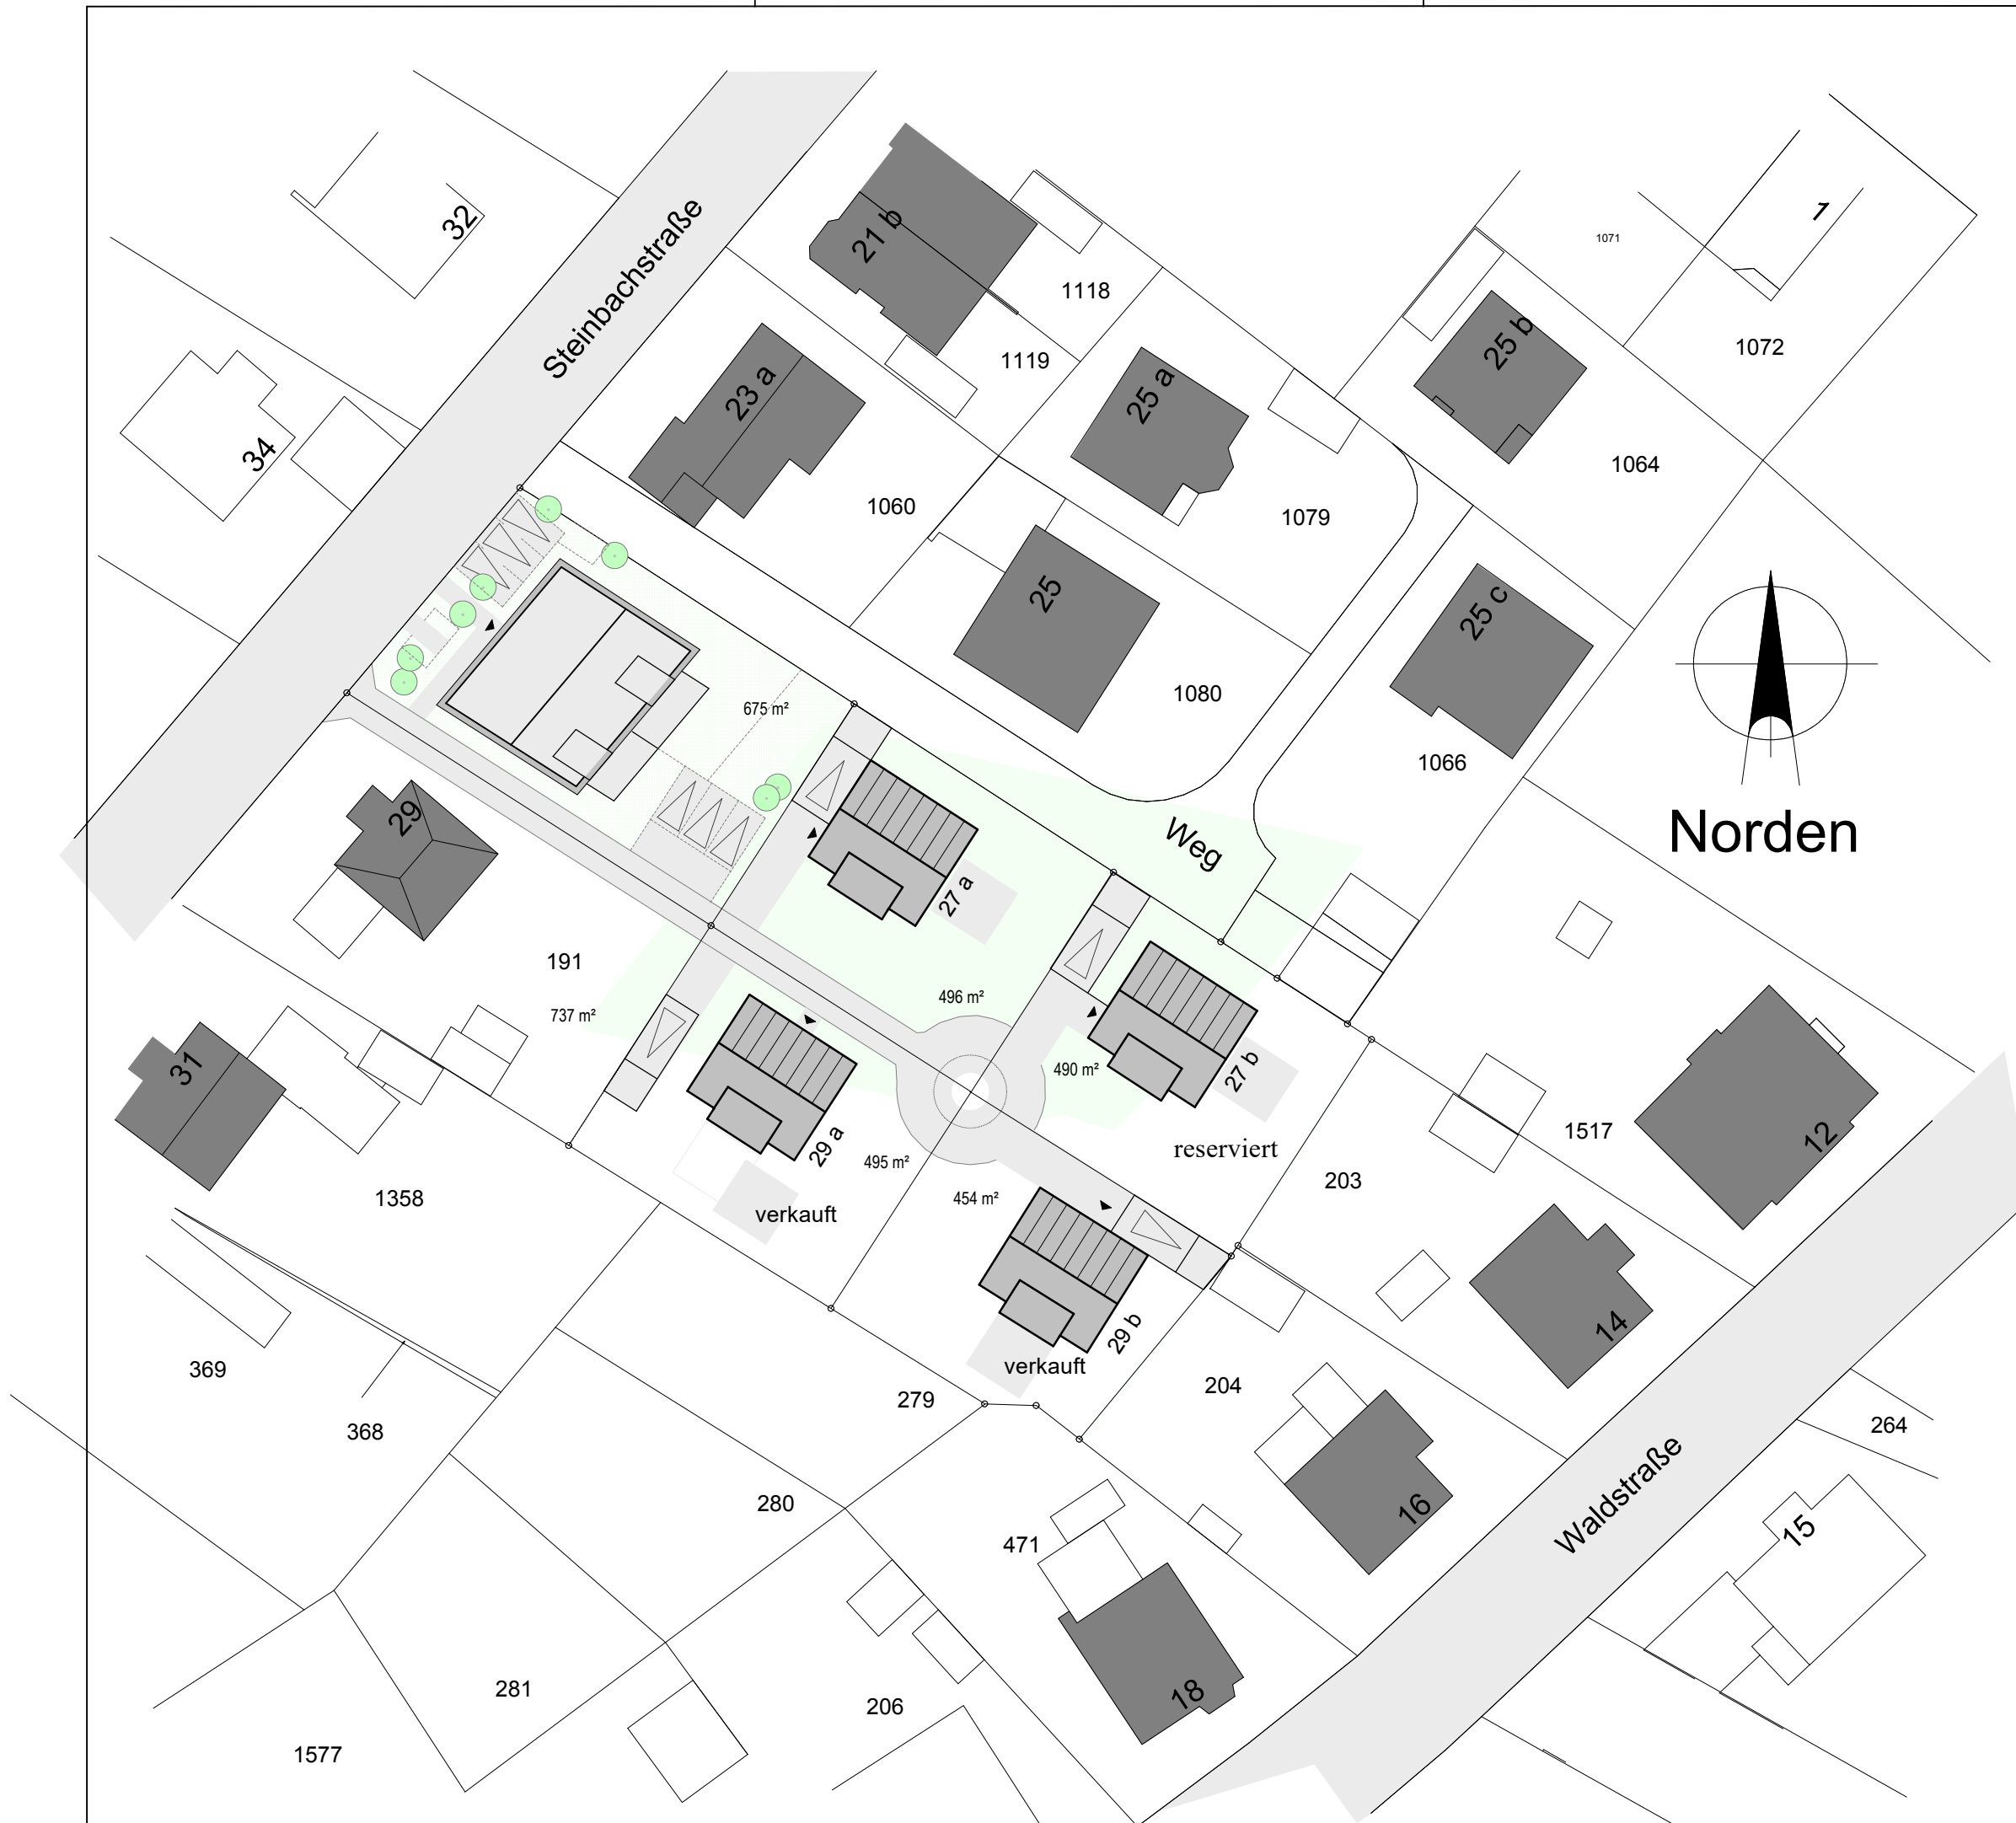 32
Steinbachstraße
21 b
1118
1119
1071
1
25 b
1072
34
23 a
25 a
1064
1060
1079
25
25 c
1080
1066
675 m²
29
Weg
Norden
27 a
191
737 m²
496 m²
490 m²
27 b
31
29 a
495 m²
reserviert
1517
12
203
1358
verkauft
454 m²
29 b
verkauft
14
369
368
279
204
264
280
471
16
Waldstraße
15
281
206
18
1577